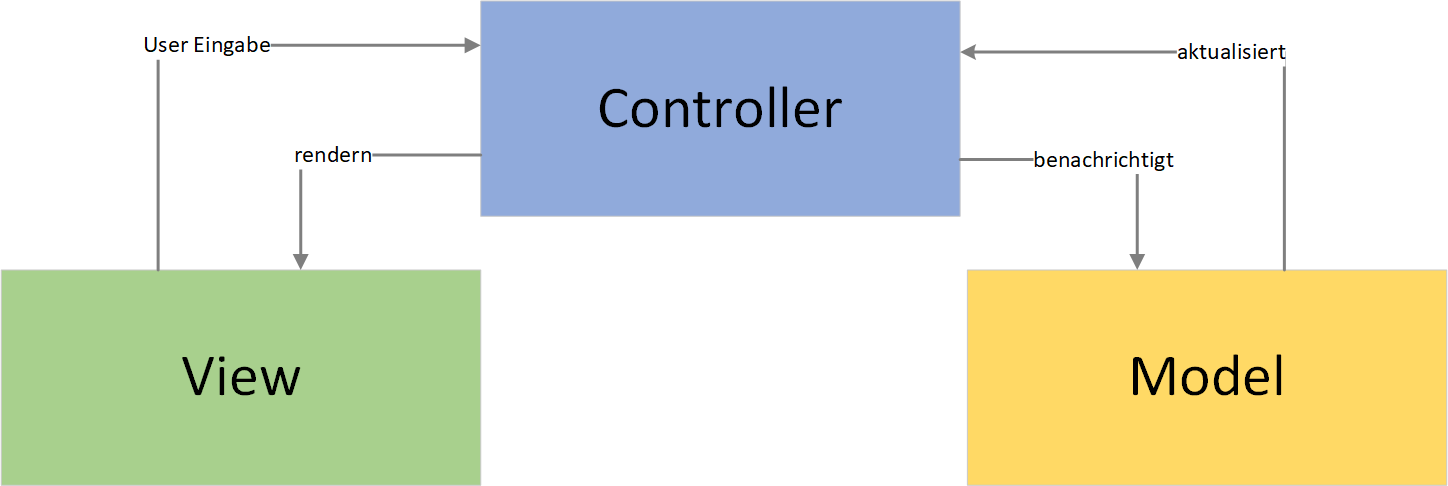 User Eingabe
aktualisiert
Controller
rendern
benachrichtigt
View
Model